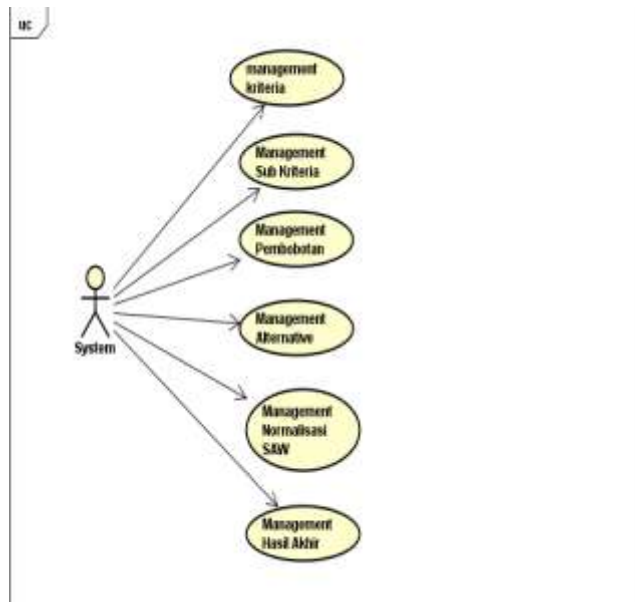 uc
management
kriteria
Management
Sub Kriteria
Management
Pembobotan
Management
Alternative
System
Management
Normalisasi
SAW
Management
Hasil Akhir